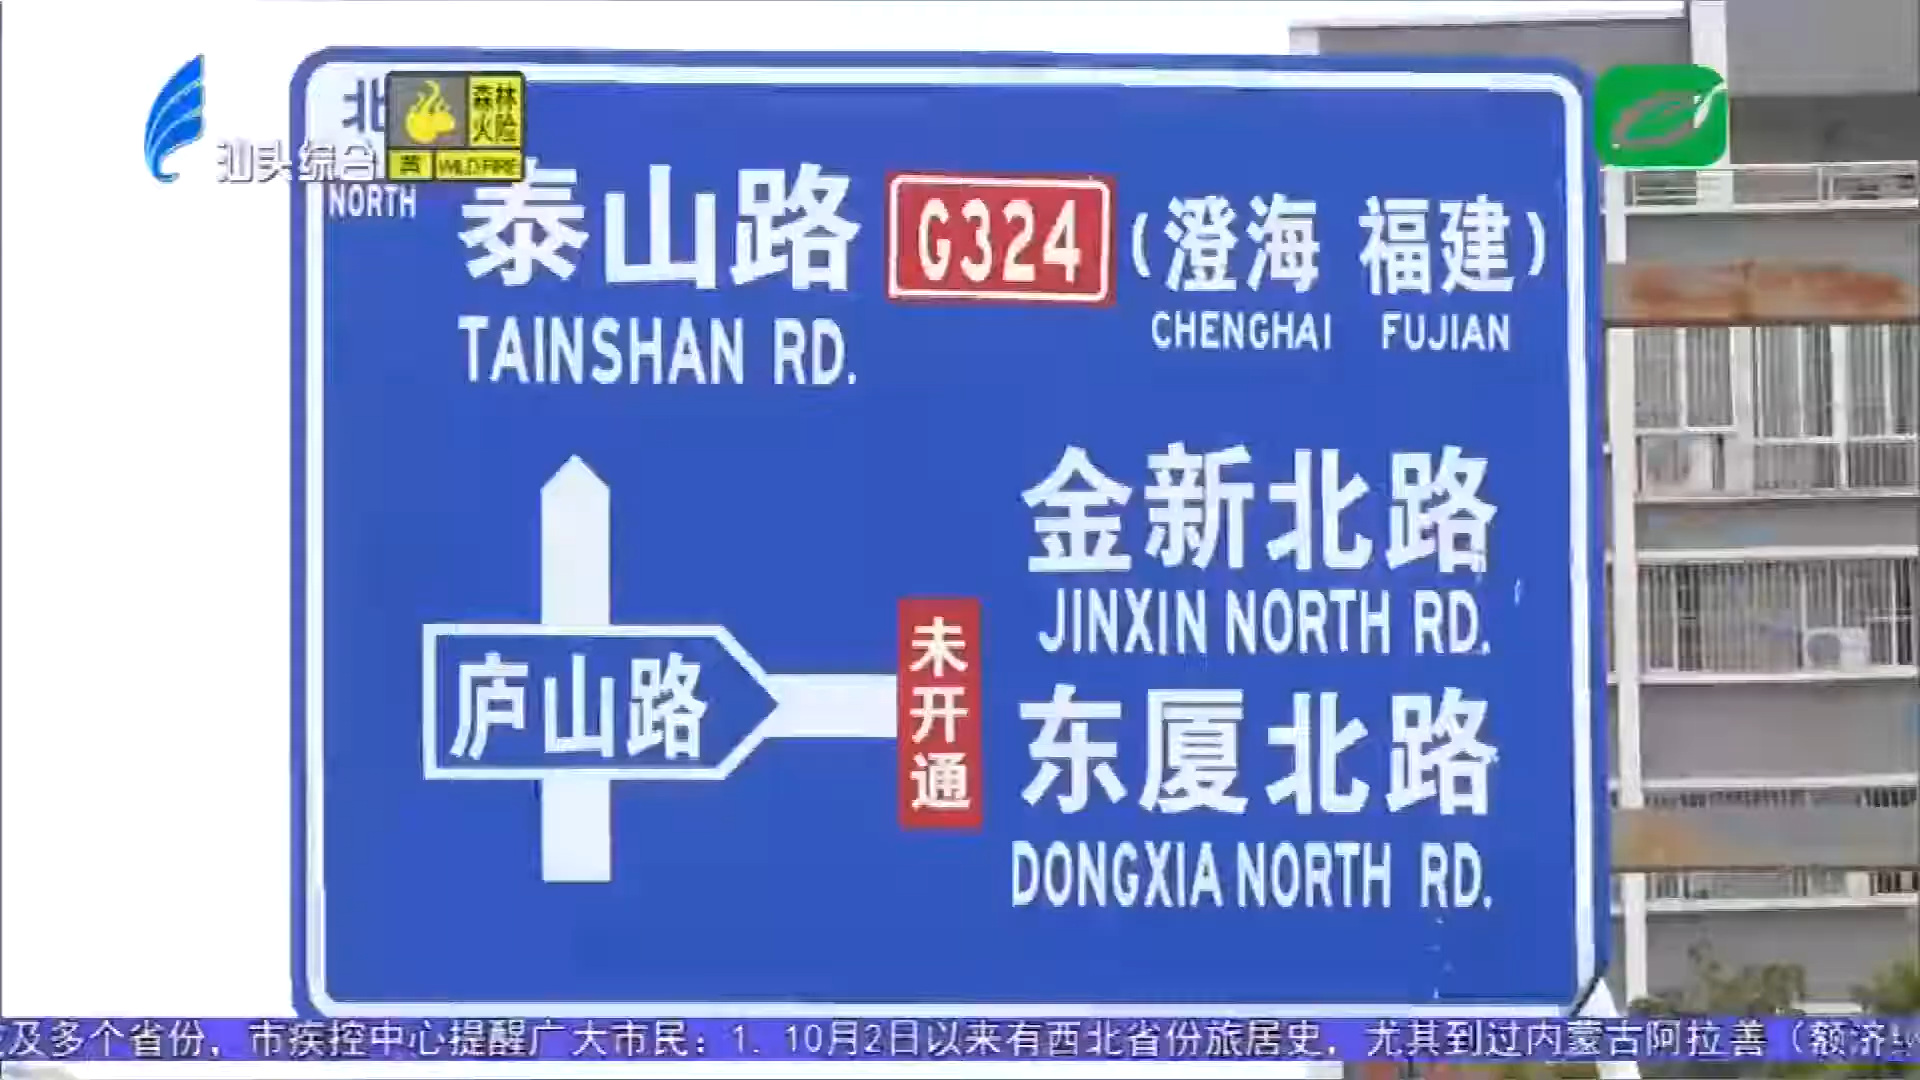 北
森林
火险
汕头综合
黄 WILD FIRE
NORTH
泰山路 G324 (澄海 福建)
TAINSHAN RD.
CHENGHAI FUJIAN
金新北路
JINXIN NORTH RD.
庐山路
未开通
东厦北路
DONGXIA NORTH RD.
及多个省份，市疾控中心提醒广大市民：1. 10月2日以来有西北省份旅居史，尤其到过内蒙古阿拉善（额济